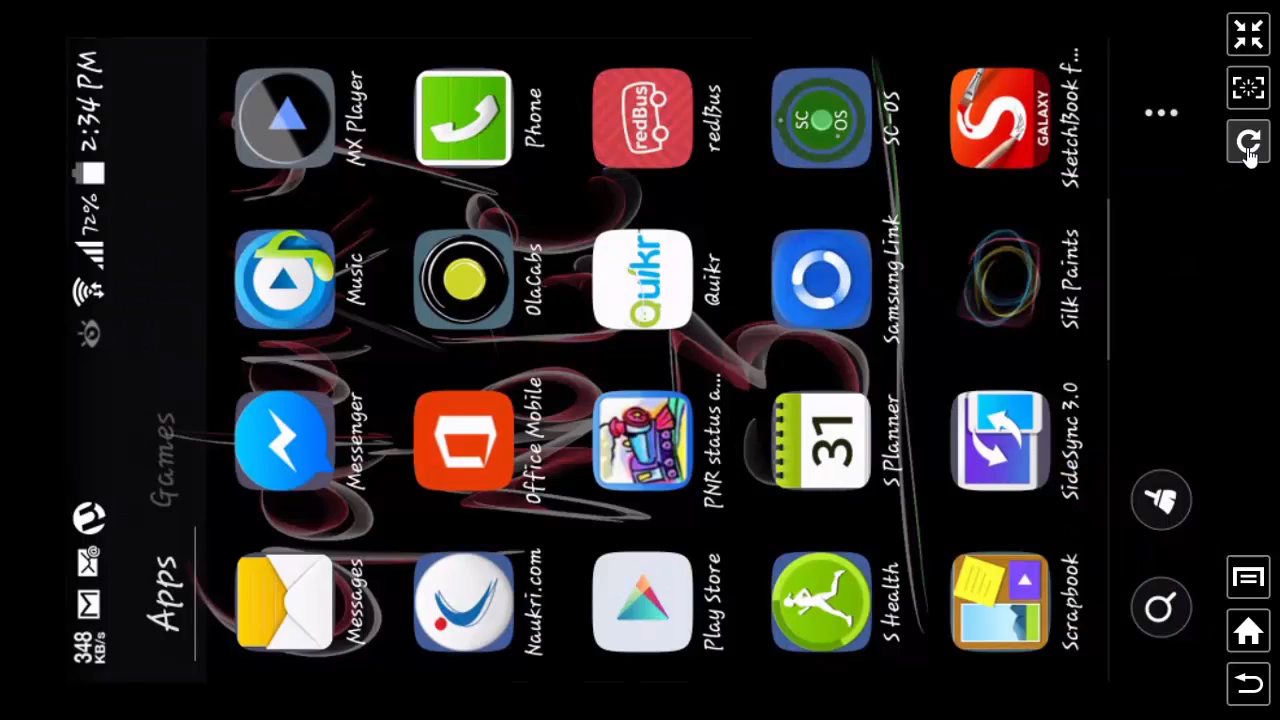 348 KB/s 72% 2:34 PM
Apps Games
Messages Messenger Music MX Player
Naukri.com Office Mobile OlaCabs Phone
redBus
Quikr
Play Store PNR status a... Quikr redBus
31
SC OS
S Health S Planner Samsung Link SC-OS
GALAXY
Scrapbook SideSync 3.0 Silk Paints SketchBook f...